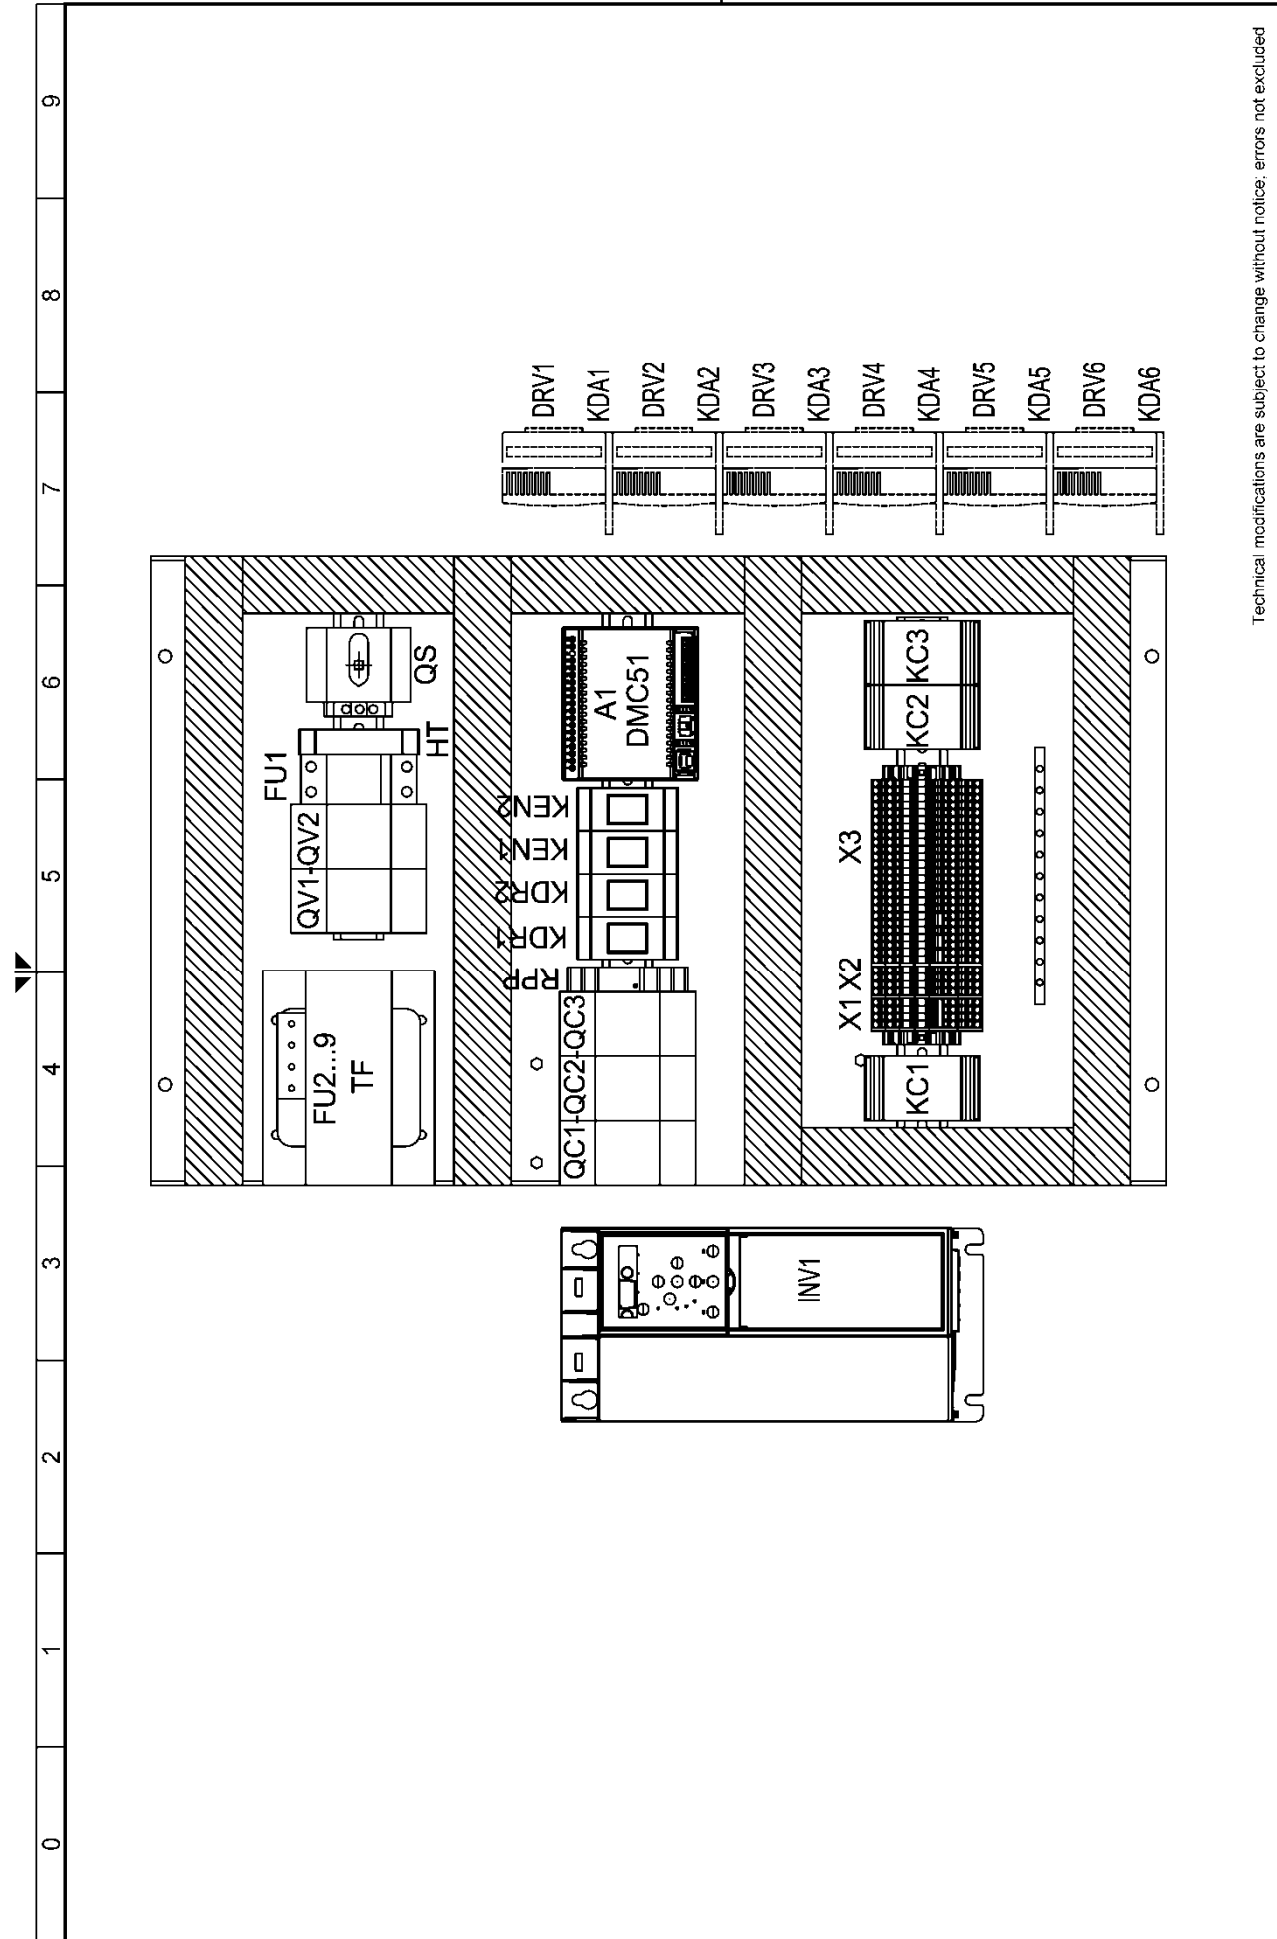 0
1
2
3
4
5
6
7
8
9
FU2...9
TF
QV1-QV2
FU1
HT
QS
QC1-QC2-QC3
RPP
KDR1
KDR2
KEN1
KEN2
A1
DMC51
KC1
X1 X2
X3
KC2
KC3
INV1
DRV1
KDA1
DRV2
KDA2
DRV3
KDA3
DRV4
KDA4
DRV5
KDA5
DRV6
KDA6
Technical modifications are subject to change without notice; errors not excluded